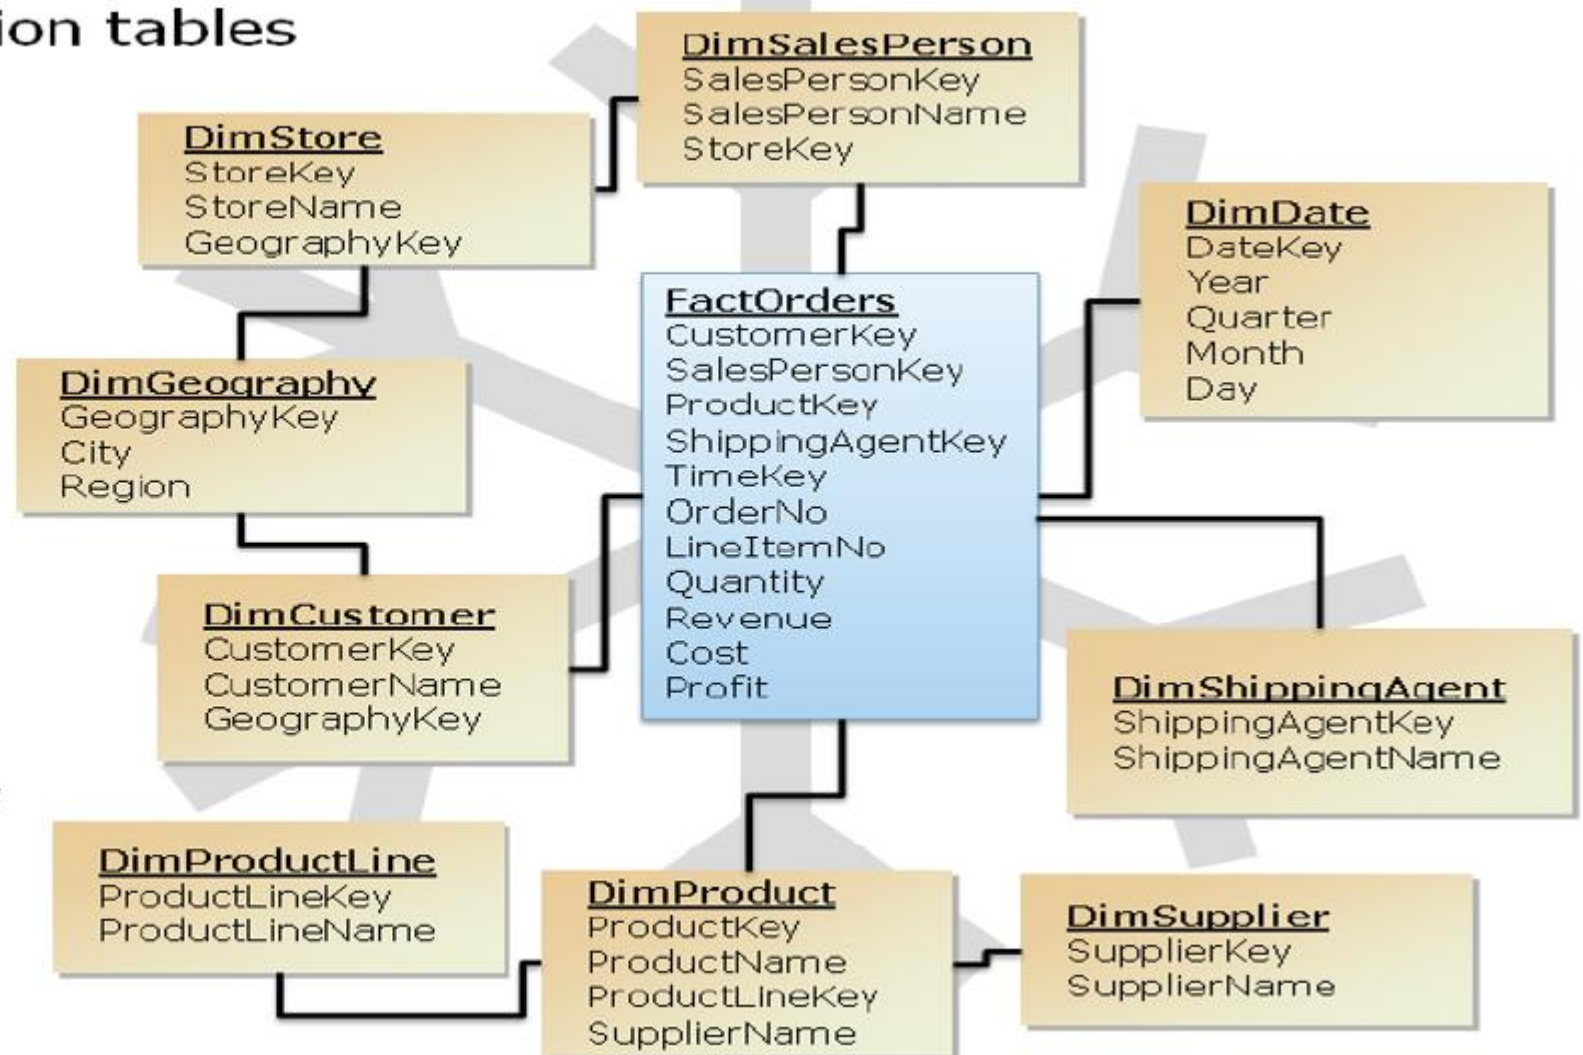 ion tables
DimSalesPerson
SalesPersonKey
SalesPersonName
StoreKey
DimStore
StoreKey
StoreName
GeographyKey
DimDate
DateKey
Year
Quarter
Month
Day
FactOrders
CustomerKey
SalesPersonKey
ProductKey
ShippingAgentKey
TimeKey
OrderNo
LineItemNo
Quantity
Revenue
Cost
Profit
DimGeography
GeographyKey
City
Region
DimCustomer
CustomerKey
CustomerName
GeographyKey
DimShippingAgent
ShippingAgentKey
ShippingAgentName
DimProductLine
ProductLineKey
ProductLineName
DimProduct
ProductKey
ProductName
ProductLineKey
SupplierName
DimSupplier
SupplierKey
SupplierName